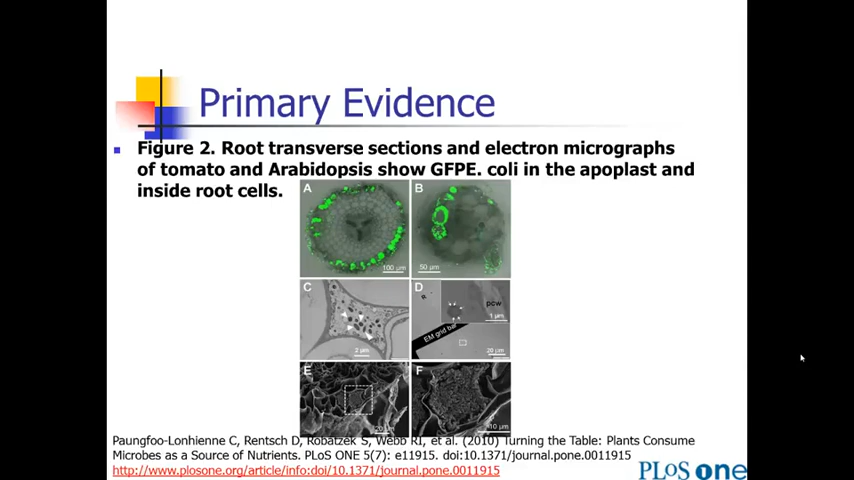 Primary Evidence
Figure 2. Root transverse sections and electron micrographs
of tomato and Arabidopsis show GFPE. coli in the apoplast and
inside root cells.
A
B
100 µm
50 µm
C
D
pcw
1 µm
EM grid bar
2 µm
20 µm
E
F
20 µm
10 µm
Paungfoo-Lonhienne C, Rentsch D, Robatzek S, Webb RI, et al. (2010) Turning the Table: Plants Consume
Microbes as a Source of Nutrients. PLoS ONE 5(7): e11915. doi:10.1371/journal.pone.0011915
http://www.plosone.org/article/info:doi/10.1371/journal.pone.0011915
PLoS one